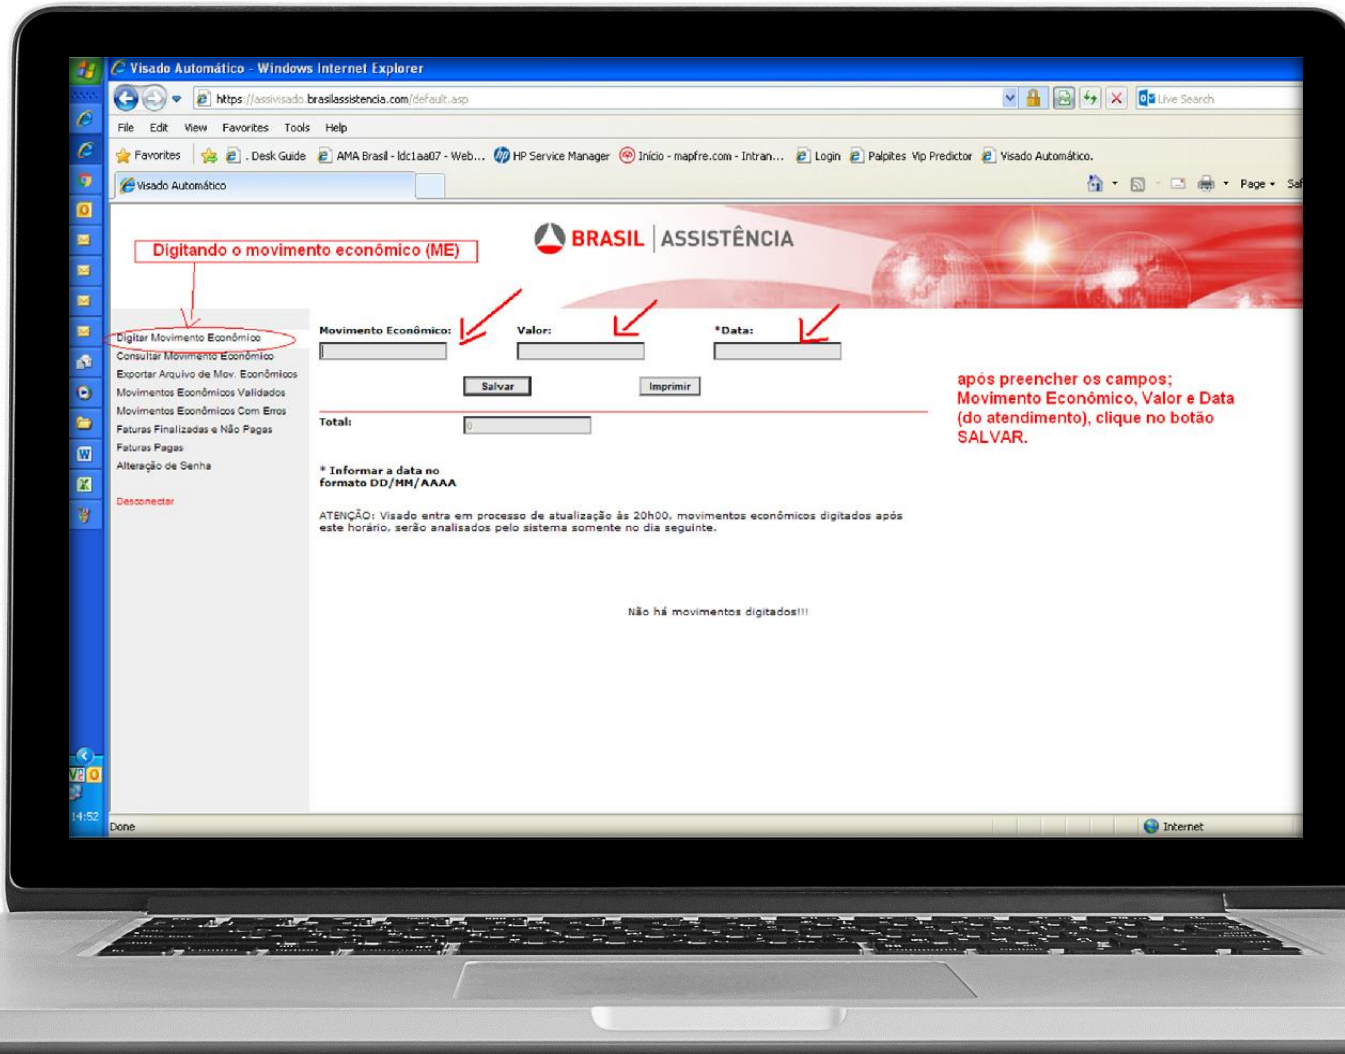 Visado Automático - Windows Internet Explorer
https://assivisado.brasilassistencia.com/default.asp
Live Search
File Edit View Favorites Tools Help
Favorites . Desk Guide AMA Brasil - ldc1aa07 - Web... HP Service Manager Início - mapfre.com - Intran... Login Palpites Vip Predictor Visado Automático.
Visado Automático
Page
BRASIL | ASSISTÊNCIA
Digitando o movimento econômico (ME)
Digitar Movimento Econômico
Consultar Movimento Econômico
Exportar Arquivo de Mov. Econômicos
Movimentos Econômicos Validados
Movimentos Econômicos Com Erros
Faturas Finalizadas e Não Pagas
Faturas Pagas
Alteração de Senha
Desconectar
Movimento Econômico: Valor: *Data:
Salvar Imprimir
Total: 0
* Informar a data no
formato DD/MM/AAAA
ATENÇÃO: Visado entra em processo de atualização às 20h00, movimentos econômicos digitados após
este horário, serão analisados pelo sistema somente no dia seguinte.
Não há movimentos digitados!!!
após preencher os campos;
Movimento Econômico, Valor e Data
(do atendimento), clique no botão
SALVAR.
14:52
Done
Internet